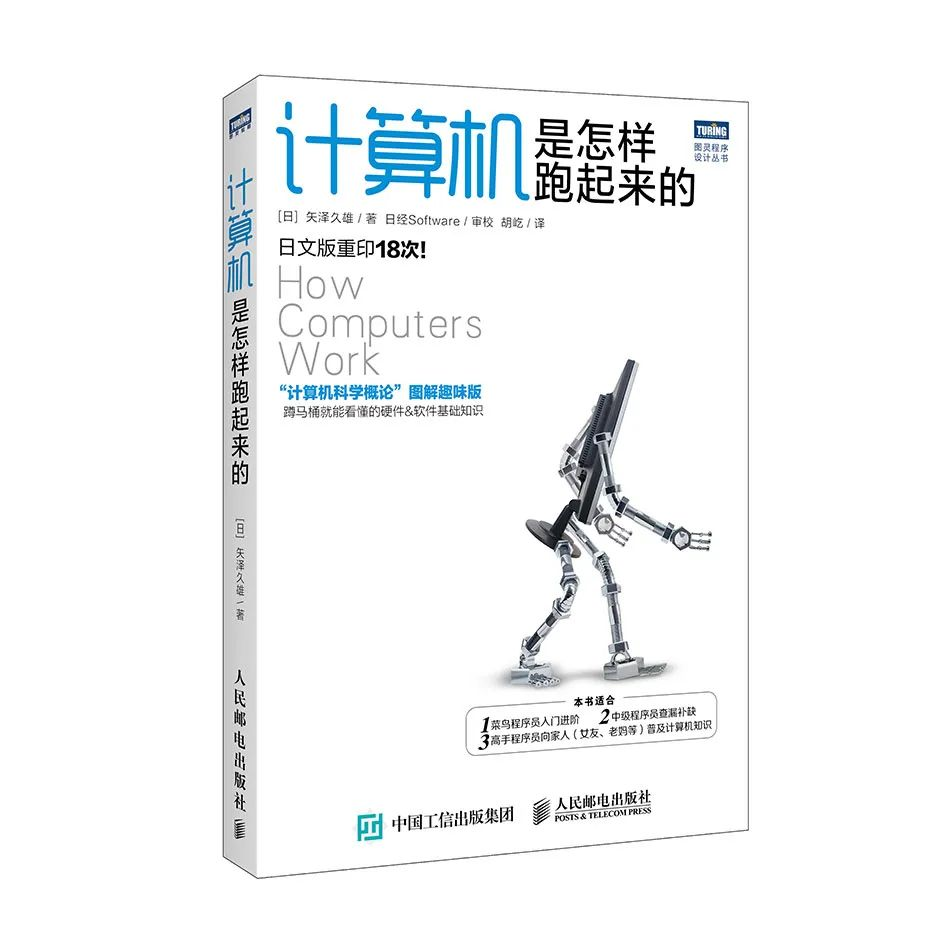 计算机
是怎样
跑起来的
TURING
图灵程序
设计丛书
[日] 矢泽久雄 / 著 日经Software / 审校 胡屹 / 译
日文版重印18次!
How
Computers
Work
“计算机科学概论”图解趣味版
蹲马桶就能看懂的硬件&软件基础知识
本书适合
1菜鸟程序员入门进阶 2中级程序员查漏补缺
3高手程序员向家人（女友、老妈等）普及计算机知识
中国工信出版集团
人民邮电出版社
POSTS & TELECOM PRESS
TURING
计算机
是怎样跑起来的
[日] 矢泽久雄 / 著
人民邮电出版社